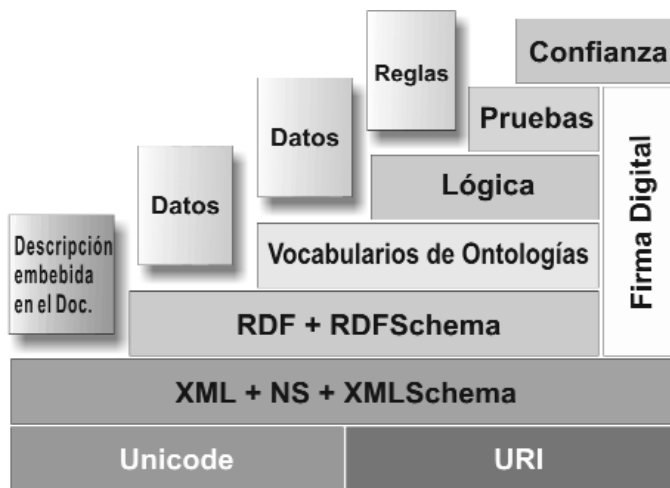 Confianza
Reglas
Pruebas
Datos
Lógica
Datos
Firma Digital
Vocabularios de Ontologías
Descripción
embebida
en el Doc.
RDF + RDFSchema
XML + NS + XMLSchema
Unicode
URI